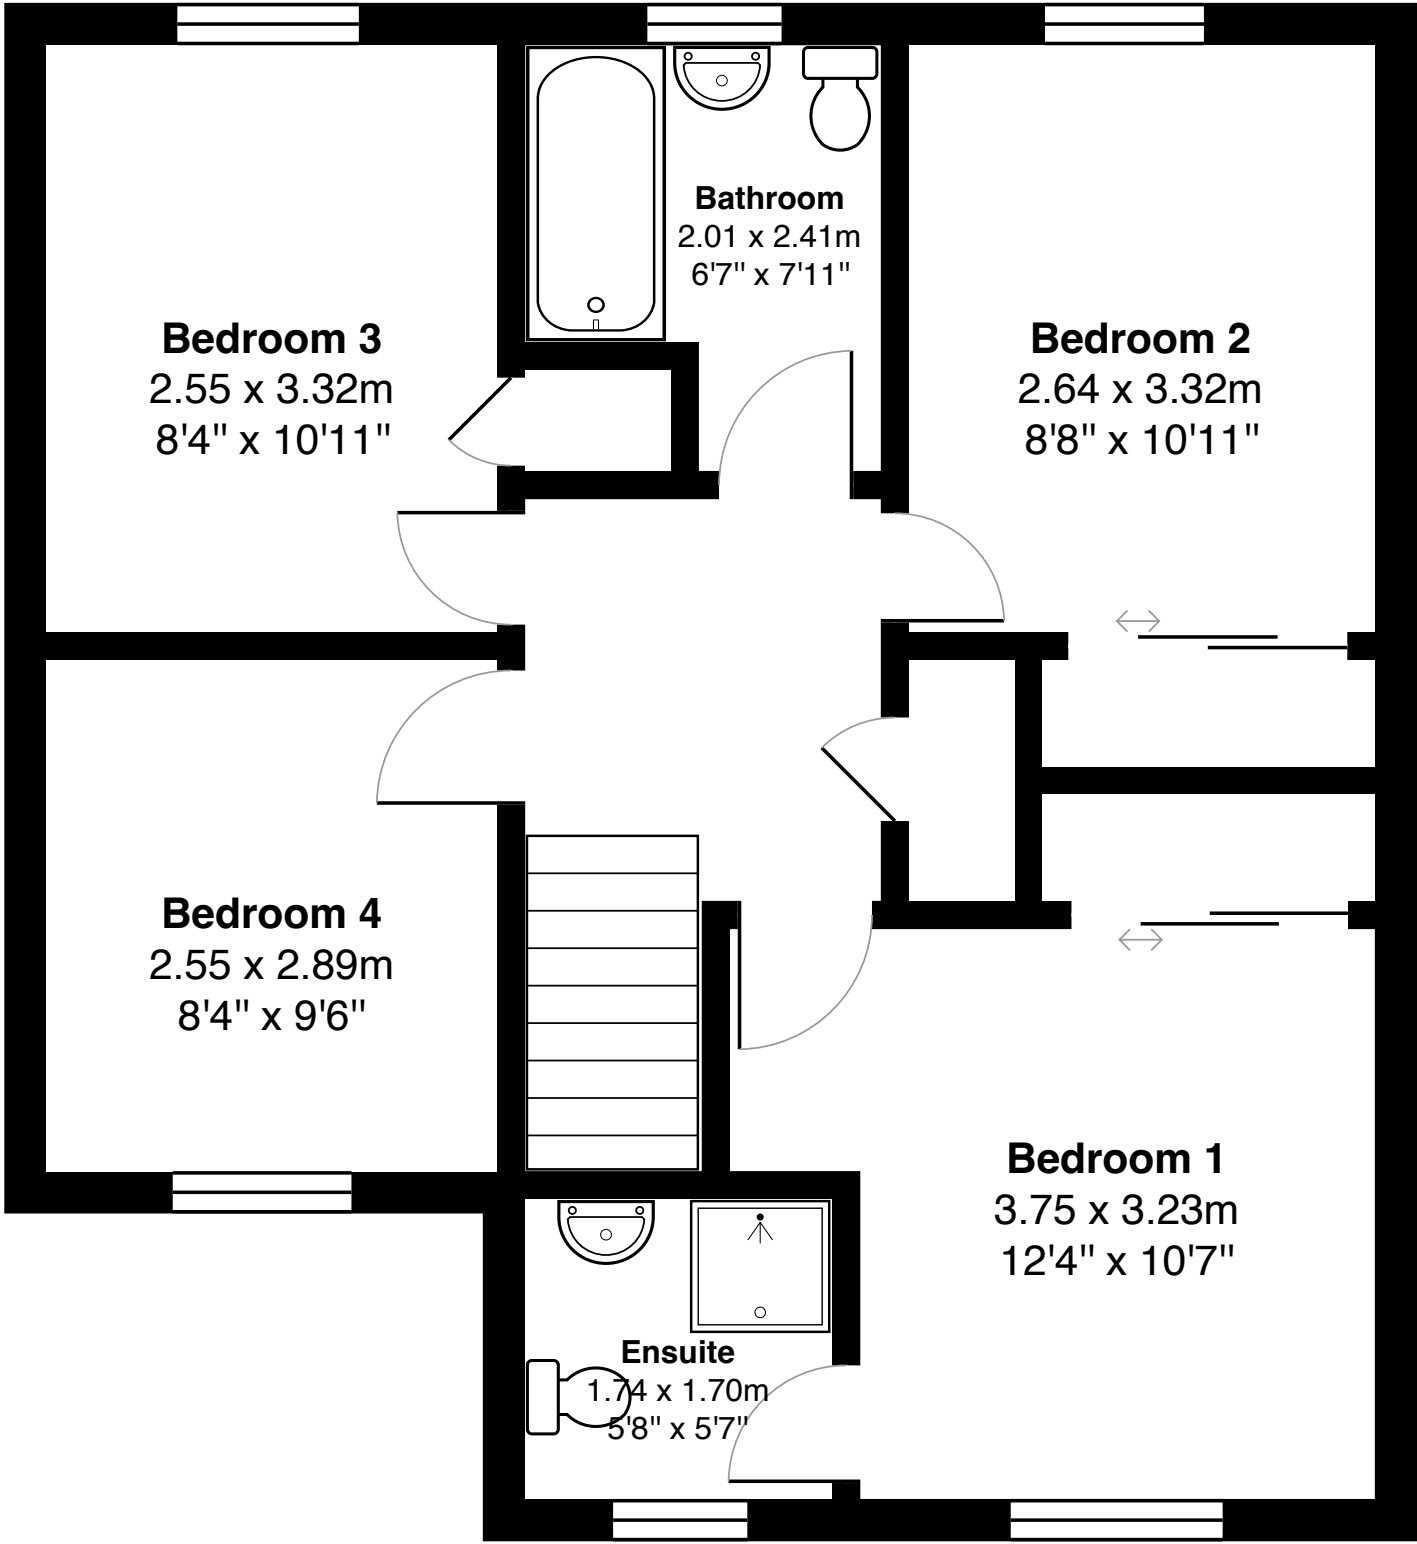 Bathroom
2.01 x 2.41m
6'7" x 7'11"
Bedroom 3
2.55 x 3.32m
8'4" x 10'11"
Bedroom 2
2.64 x 3.32m
8'8" x 10'11"
Bedroom 4
2.55 x 2.89m
8'4" x 9'6"
Bedroom 1
3.75 x 3.23m
12'4" x 10'7"
Ensuite
1.74 x 1.70m
5'8" x 5'7"